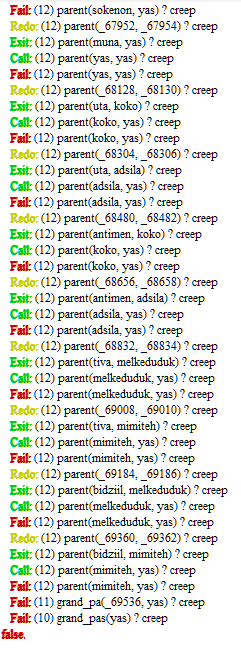 Fail: (12) parent(sokenon, yas) ? creep
Redo: (12) parent(_67952, _67954) ? creep
Exit: (12) parent(muna, yas) ? creep
Call: (12) parent(yas, yas) ? creep
Fail: (12) parent(yas, yas) ? creep
Redo: (12) parent(_68128, _68130) ? creep
Exit: (12) parent(uta, koko) ? creep
Call: (12) parent(koko, yas) ? creep
Fail: (12) parent(koko, yas) ? creep
Redo: (12) parent(_68304, _68306) ? creep
Exit: (12) parent(uta, adsila) ? creep
Call: (12) parent(adsila, yas) ? creep
Fail: (12) parent(adsila, yas) ? creep
Redo: (12) parent(_68480, _68482) ? creep
Exit: (12) parent(antimen, koko) ? creep
Call: (12) parent(koko, yas) ? creep
Fail: (12) parent(koko, yas) ? creep
Redo: (12) parent(_68656, _68658) ? creep
Exit: (12) parent(antimen, adsila) ? creep
Call: (12) parent(adsila, yas) ? creep
Fail: (12) parent(adsila, yas) ? creep
Redo: (12) parent(_68832, _68834) ? creep
Exit: (12) parent(tiva, melkeduduk) ? creep
Call: (12) parent(melkeduduk, yas) ? creep
Fail: (12) parent(melkeduduk, yas) ? creep
Redo: (12) parent(_69008, _69010) ? creep
Exit: (12) parent(tiva, mimiteh) ? creep
Call: (12) parent(mimiteh, yas) ? creep
Fail: (12) parent(mimiteh, yas) ? creep
Redo: (12) parent(_69184, _69186) ? creep
Exit: (12) parent(bidziil, melkeduduk) ? creep
Call: (12) parent(melkeduduk, yas) ? creep
Fail: (12) parent(melkeduduk, yas) ? creep
Redo: (12) parent(_69360, _69362) ? creep
Exit: (12) parent(bidziil, mimiteh) ? creep
Call: (12) parent(mimiteh, yas) ? creep
Fail: (12) parent(mimiteh, yas) ? creep
Fail: (11) grand_pa(_69536, yas) ? creep
Fail: (10) grand_pas(yas) ? creep
false.